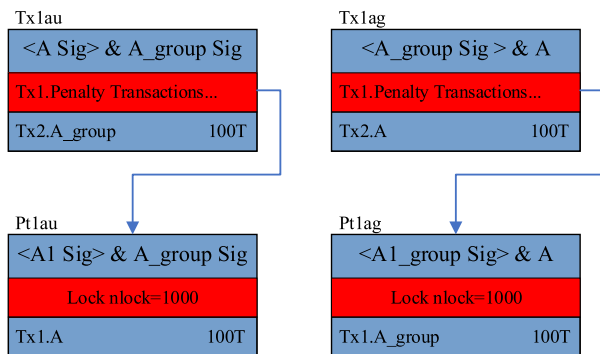 Tx1au
<A Sig> & A_group Sig
Tx1.Penalty Transactions...
Tx2.A_group 100T
Tx1ag
<A_group Sig > & A
Tx1.Penalty Transactions...
Tx2.A 100T
Pt1au
<A1 Sig> & A_group Sig
Lock nlock=1000
Tx1.A 100T
Pt1ag
<A1_group Sig> & A
Lock nlock=1000
Tx1.A_group 100T